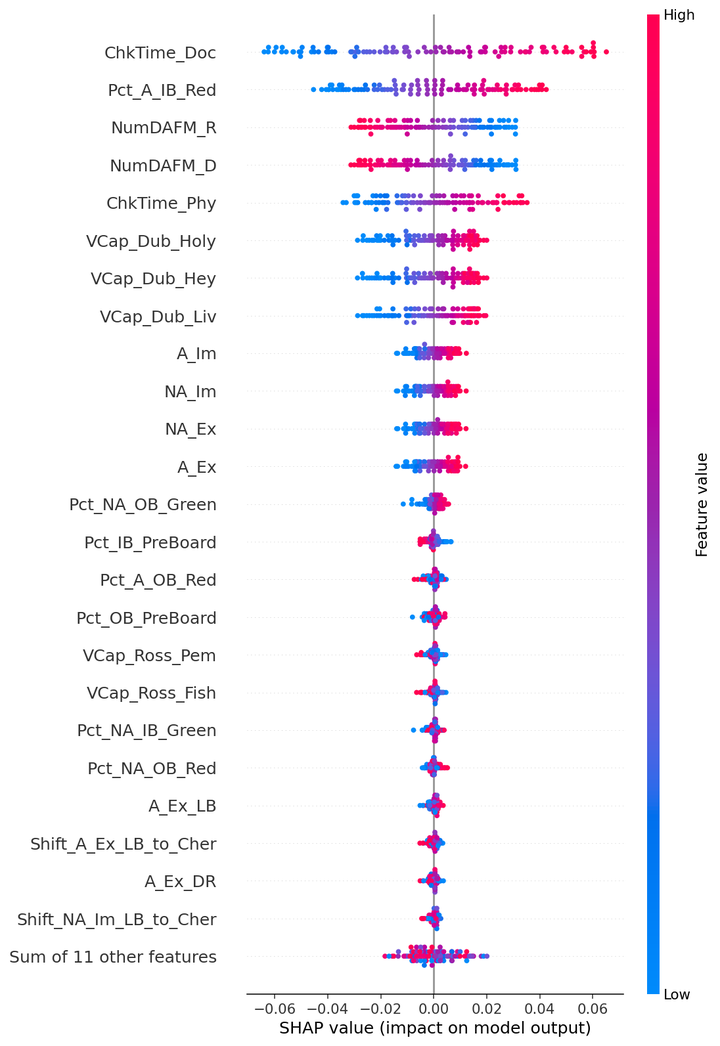 High
ChkTime_Doc
Pct_A_IB_Red
NumDAFM_R
NumDAFM_D
ChkTime_Phy
VCap_Dub_Holy
VCap_Dub_Hey
VCap_Dub_Liv
A_Im
NA_Im
NA_Ex
A_Ex
Pct_NA_OB_Green
Pct_IB_PreBoard
Pct_A_OB_Red
Pct_OB_PreBoard
VCap_Ross_Pem
VCap_Ross_Fish
Pct_NA_IB_Green
Pct_NA_OB_Red
A_Ex_LB
Shift_A_Ex_LB_to_Cher
A_Ex_DR
Shift_NA_Im_LB_to_Cher
Sum of 11 other features
Feature value
Low
−0.06 −0.04 −0.02 0.00 0.02 0.04 0.06
SHAP value (impact on model output)